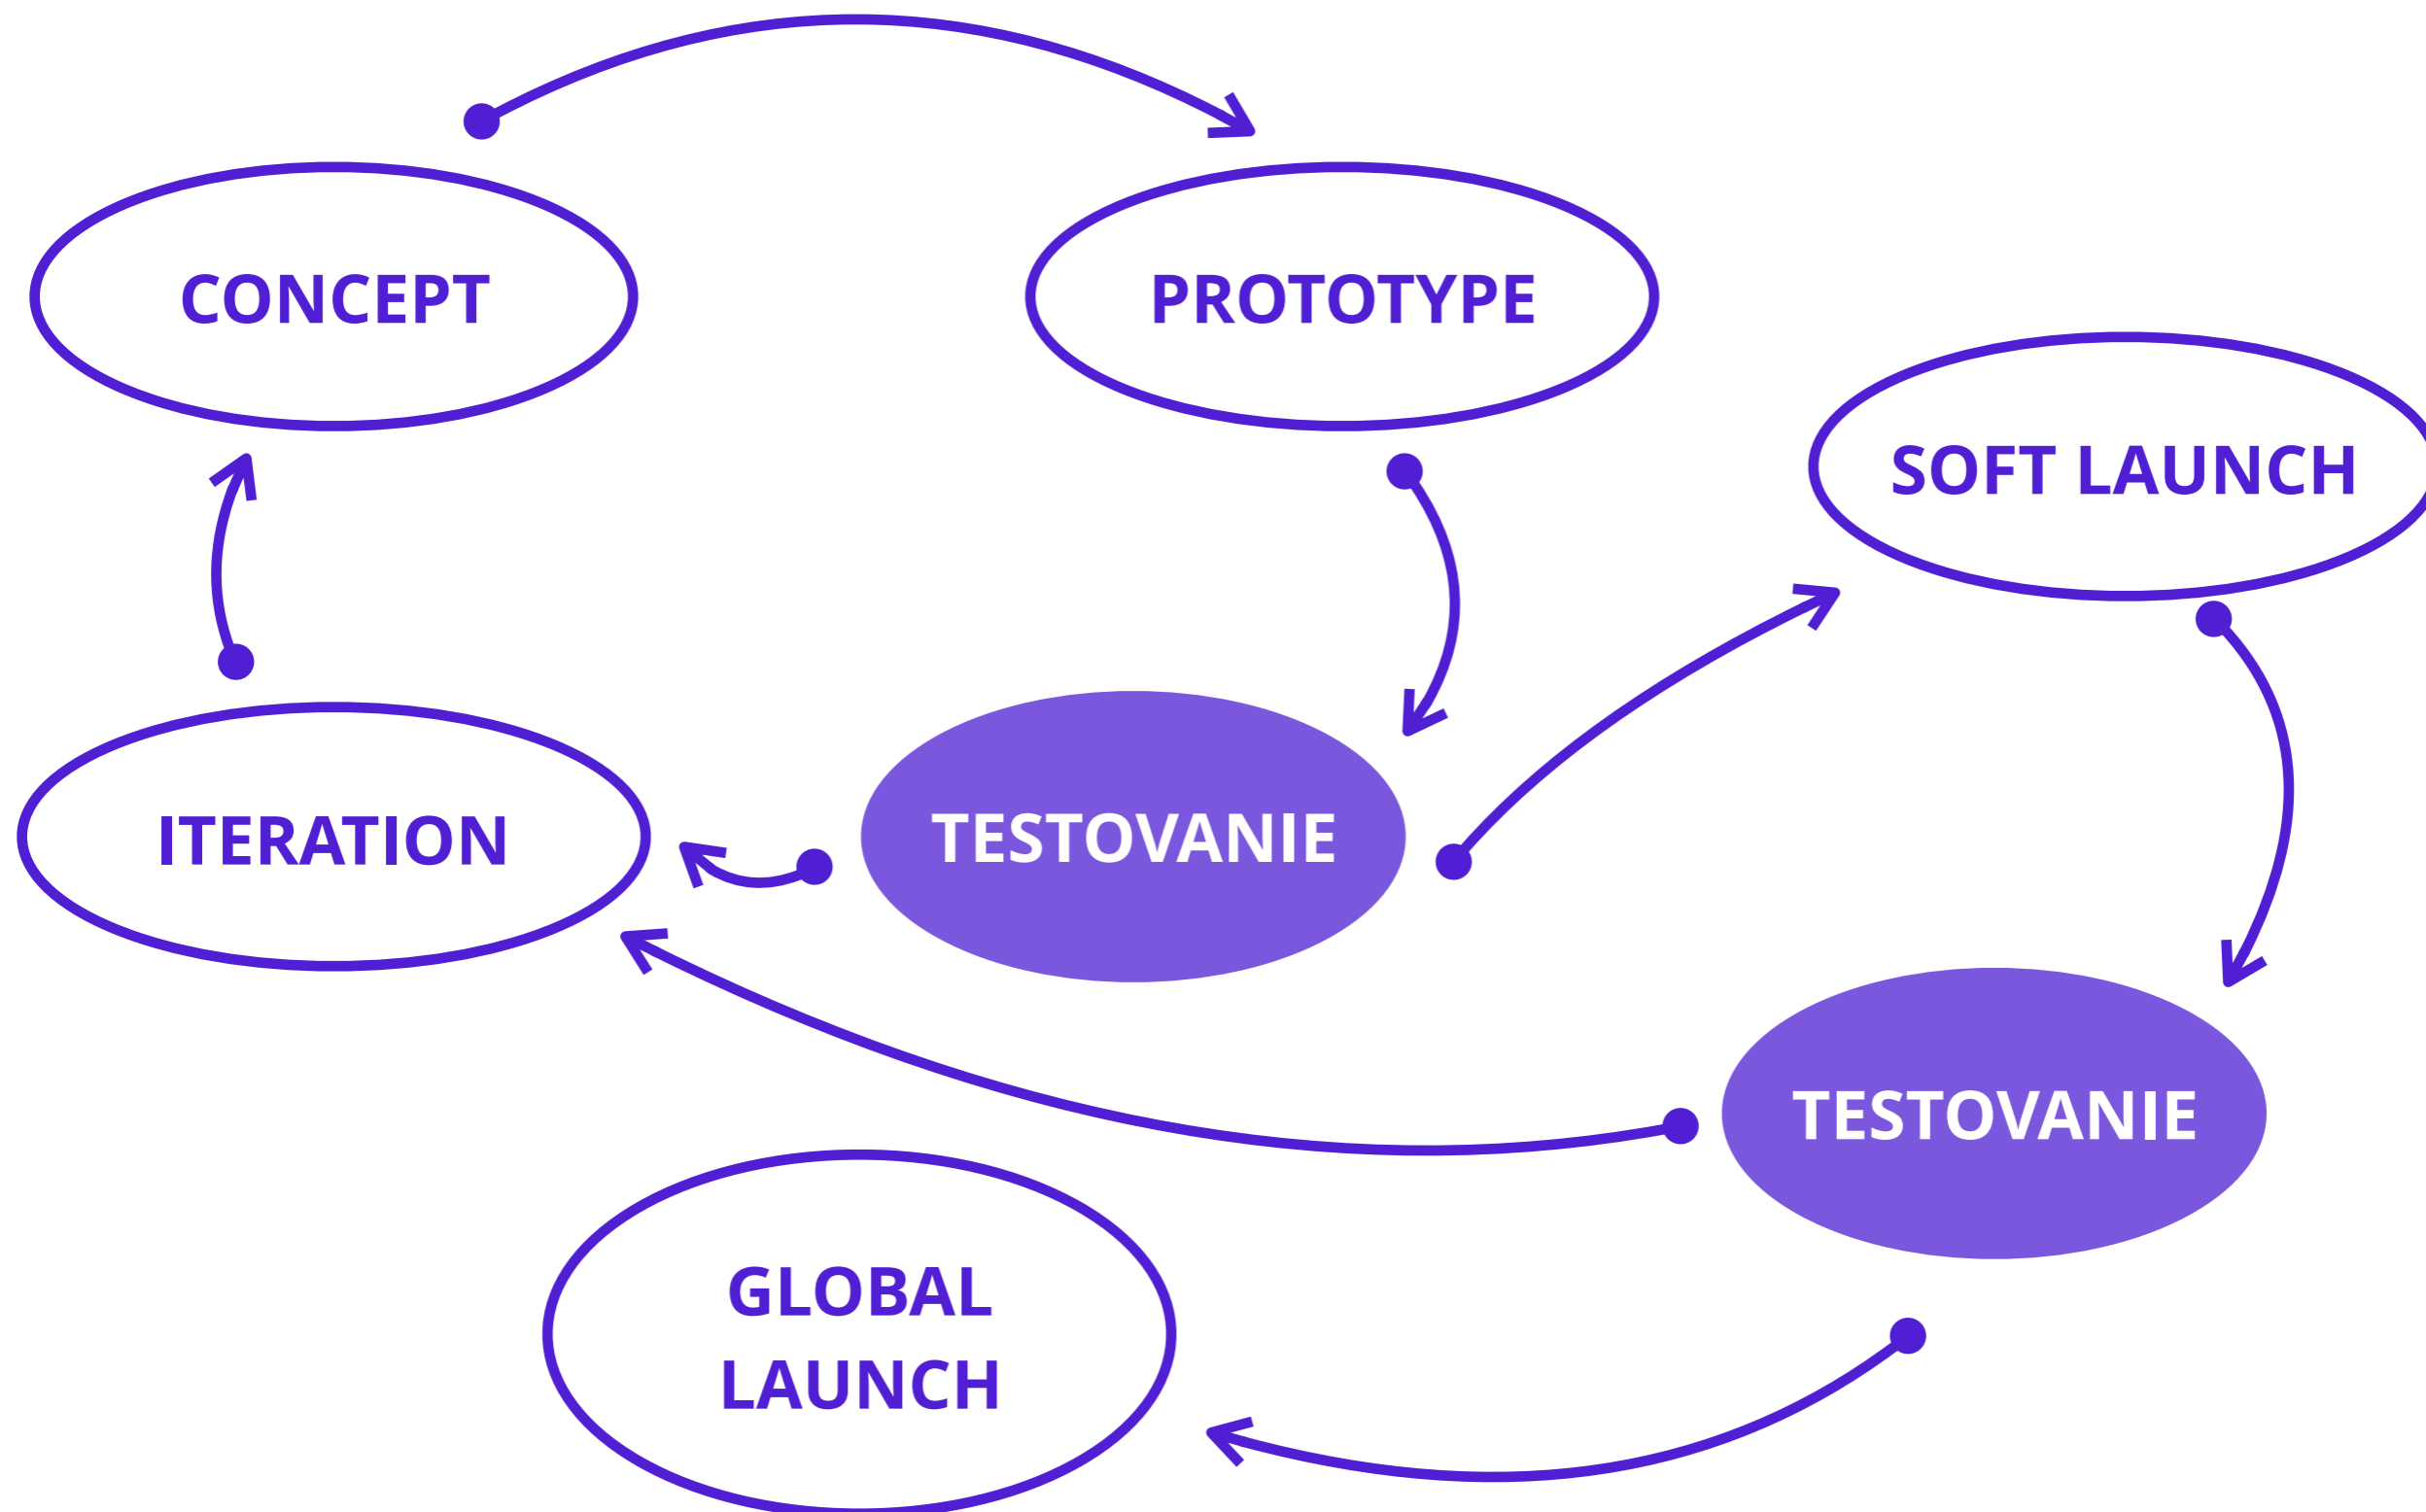 CONCEPT
PROTOTYPE
SOFT LAUNCH
ITERATION
TESTOVANIE
TESTOVANIE
GLOBAL
LAUNCH